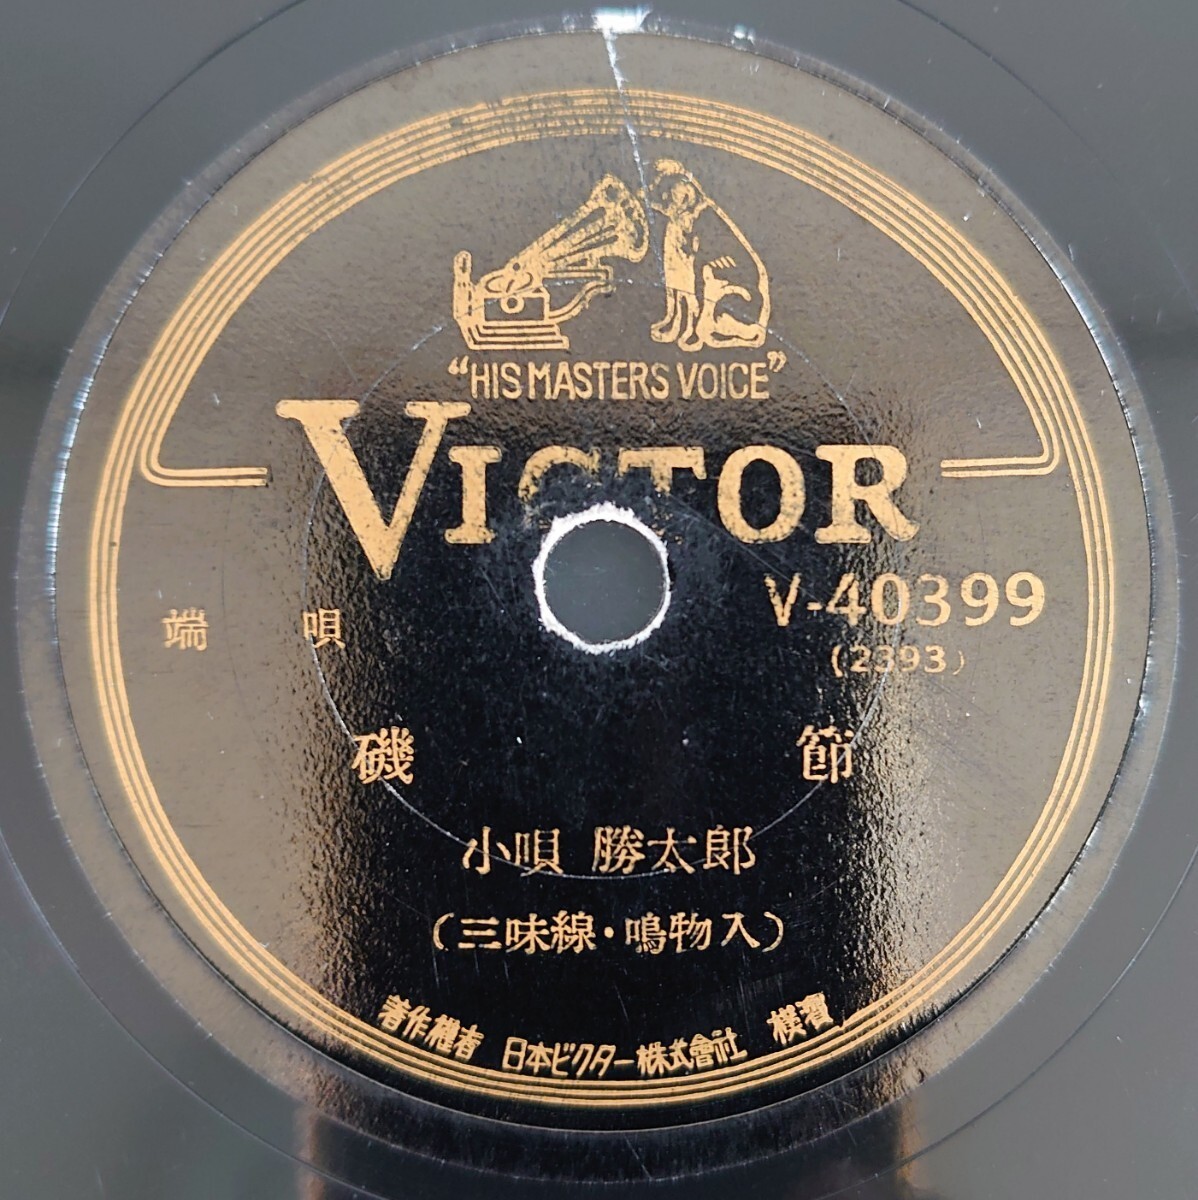 “HIS MASTERS VOICE”
VICTOR
V-40399
(2393)
端唄
磯節
小唄 勝太郎
(三味線・鳴物入)
著作權者 日本ビクター株式會社 横濱